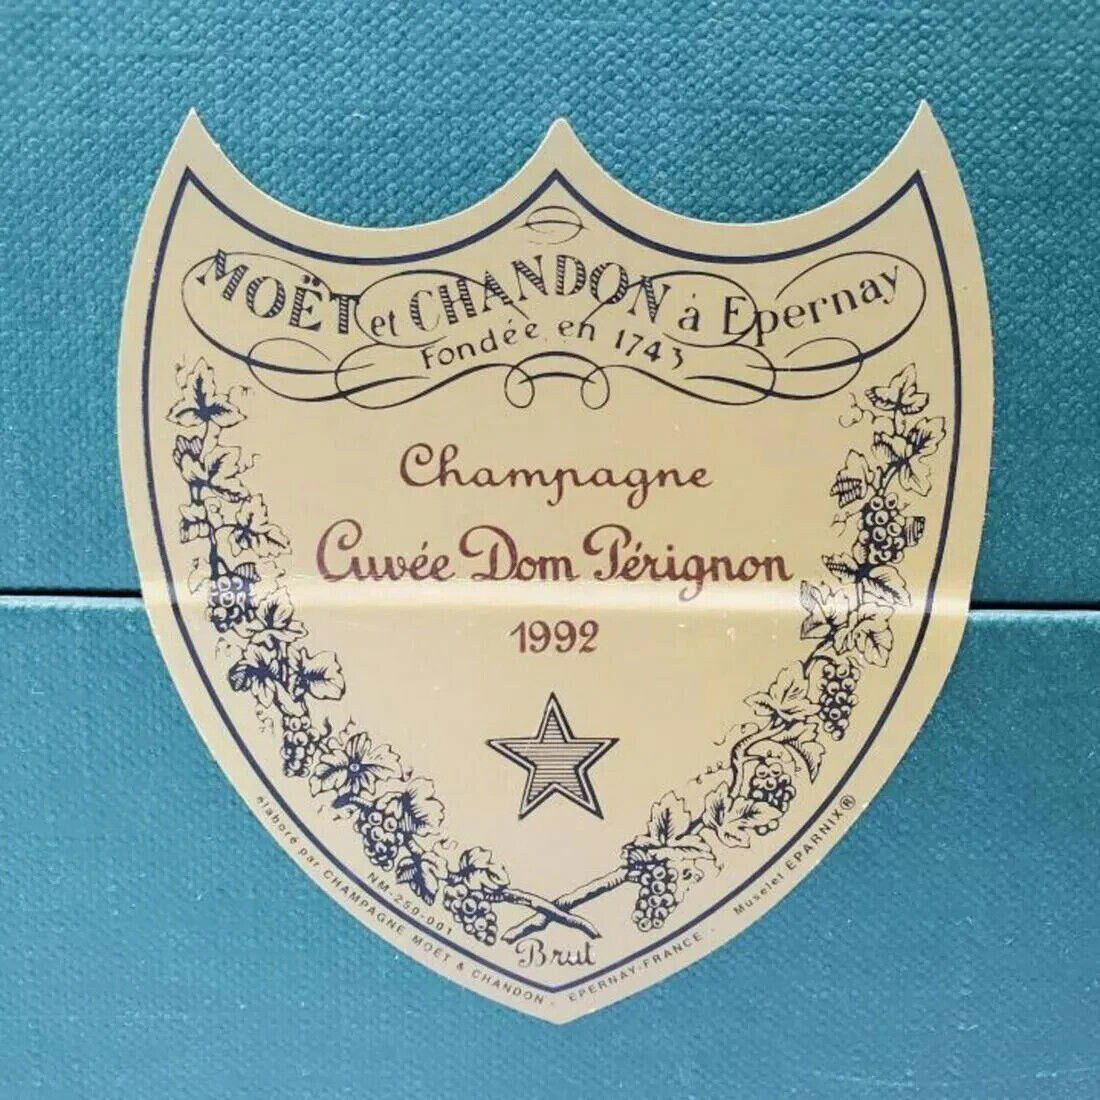 MOËT et CHANDON à Epernay
Fondée en 1743
Champagne
Cuvée Dom Pérignon
1992
Brut
NM-250-001
élaboré par CHAMPAGNE MOËT & CHANDON - EPERNAY-FRANCE - Muselet EPARNIX®